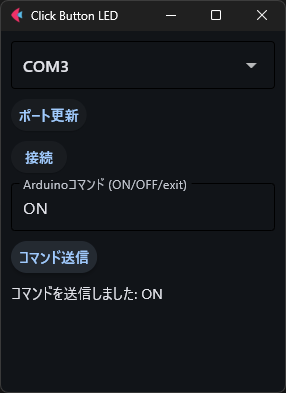 Click Button LED
COM3
ポート更新
接続
Arduinoコマンド (ON/OFF/exit)
ON
コマンド送信
コマンドを送信しました: ON